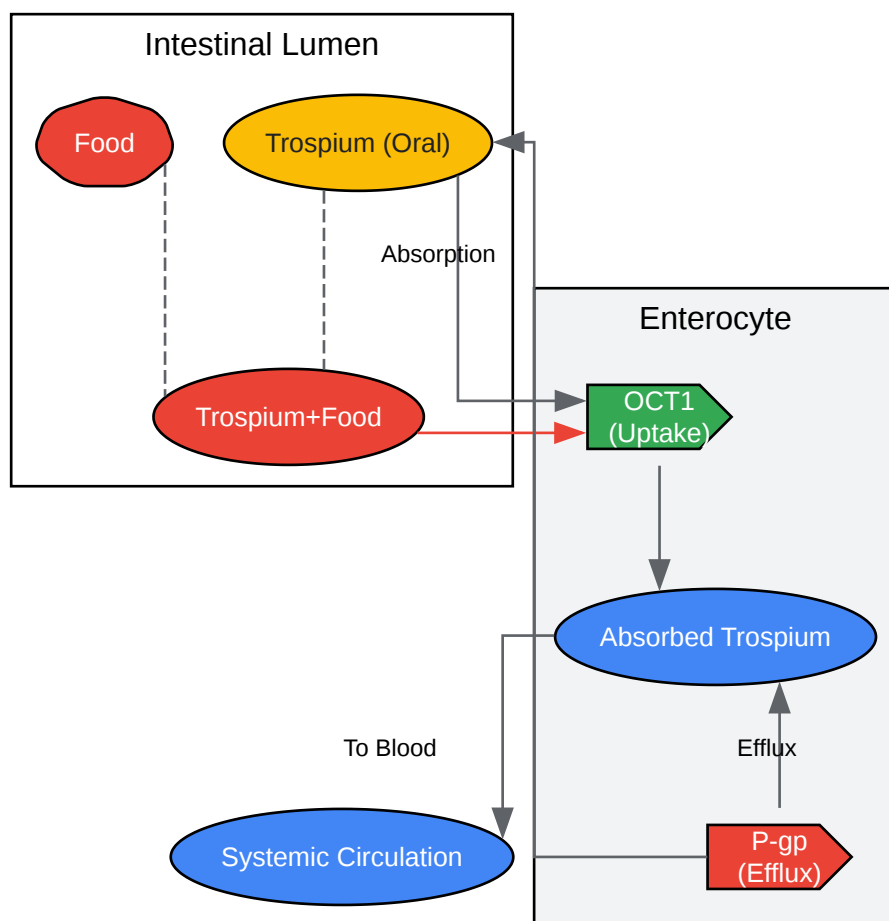 Intestinal Lumen
Food
Trospium (Oral)
Absorption
Enterocyte
OCT1
(Uptake)
Trospium+Food
Absorbed Trospium
To Blood
Efflux
P-gp
(Efflux)
Systemic Circulation